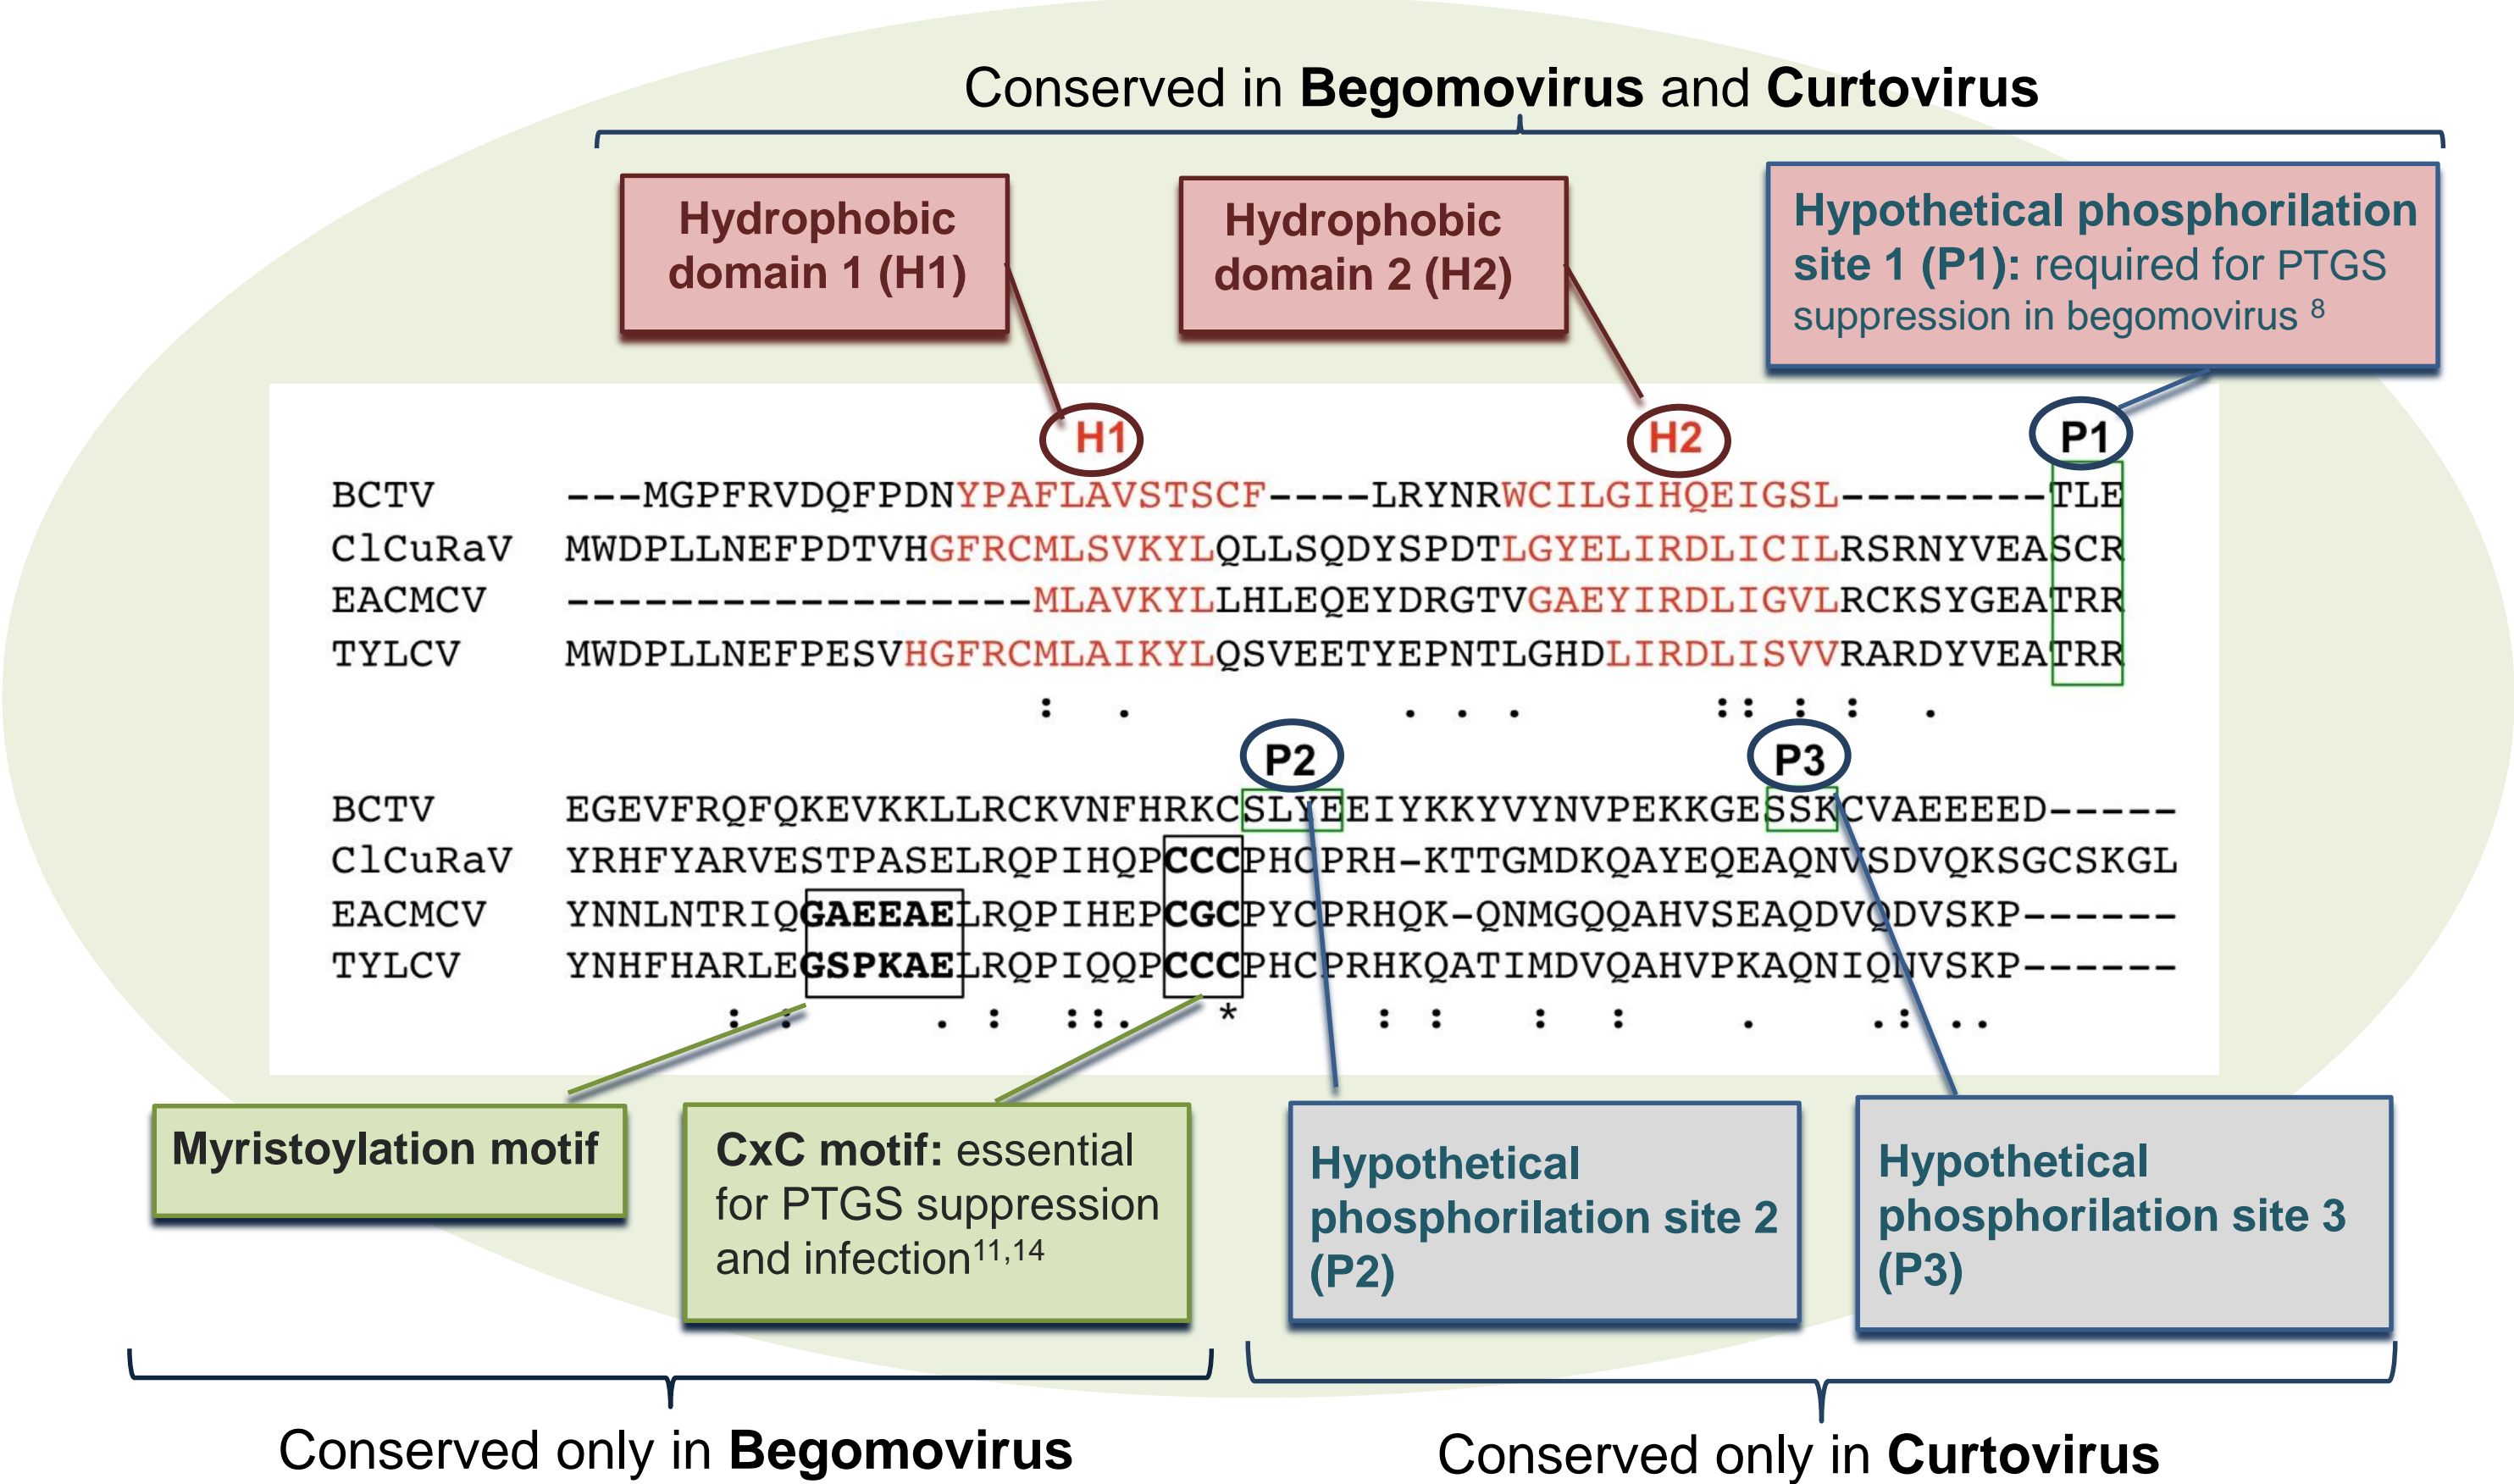 Conserved in Begomovirus and Curtovirus
Hydrophobic
domain 1 (H1)
Hydrophobic
domain 2 (H2)
Hypothetical phosphorilation
site 1 (P1): required for PTGS
suppression in begomovirus 8
H1 H2 P1
BCTV ---MGPFRVDQFPDNYPAFLAVSTSCF----LRYNRWCILGIHQEIGSL--------TLE
ClCuRaV MWDPLLNEFPDTVHGFRCMLSVKYLQLLSQDYSPDTLGYELIRDLICILRSRNYVEASCR
EACMCV ------------------MLAVKYLLHLEQEYDRGTVGAEYIRDLIGVLRCKSYGEATRR
TYLCV MWDPLLNEFPESVHGFRCMLAIKYLQSVEETYEPNTLGHDLIRDLISVVRARDYVEATRR
: . . . . :: : : .
P2 P3
BCTV EGEVFRQFQKEVKKLLRCKVNFHRKCSLYEEIYKKYVYNVPEKKGESSKCVAEEEED-----
ClCuRaV YRHFYARVESTPASELRQPIHQPCCCPHCPRH-KTTGMDKQAYEQEAQNVSDVQKSGCSKGL
EACMCV YNNLNTRIQGAEEAELRQPIHEPCGCPYCPRHQK-QNMGQQAHVSEAQDVQDVSKP------
TYLCV YNHFHARLEGSPKAELRQPIQQPCCCPHCPRHKQATIMDVQAHVPKAQNIQNVSKP------
: : . : ::. * : : : : . .: ..
Myristoylation motif
CxC motif: essential
for PTGS suppression
and infection11,14
Hypothetical
phosphorilation site 2
(P2)
Hypothetical
phosphorilation site 3
(P3)
Conserved only in Begomovirus
Conserved only in Curtovirus